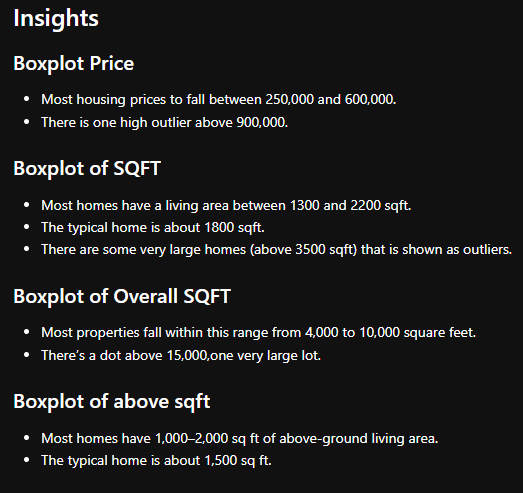 Insights
Boxplot Price
• Most housing prices to fall between 250,000 and 600,000.
• There is one high outlier above 900,000.
Boxplot of SQFT
• Most homes have a living area between 1300 and 2200 sqft.
• The typical home is about 1800 sqft.
• There are some very large homes (above 3500 sqft) that is shown as outliers.
Boxplot of Overall SQFT
• Most properties fall within this range from 4,000 to 10,000 square feet.
• There's a dot above 15,000,one very large lot.
Boxplot of above sqft
• Most homes have 1,000–2,000 sq ft of above-ground living area.
• The typical home is about 1,500 sq ft.